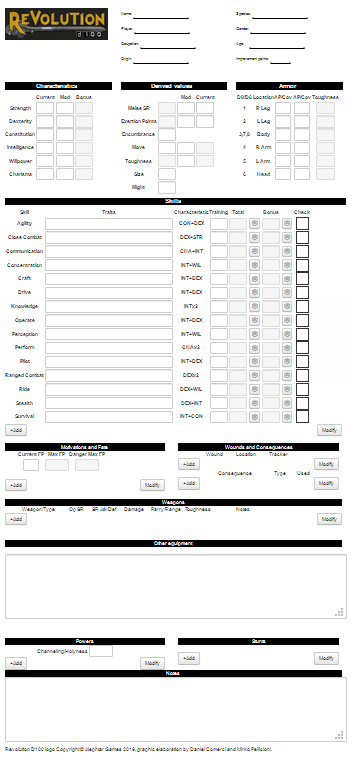 REVOLUTION
d100
Name
Species
Player
Gender
Occupation
Age
Origin
Improvement points
Characteristics
Derived values
Armor
Current Mod Bonus
Mod Current
D8/D6 Location AP/Cov AP/Cov Toughness
Strength
Melee SR
1 R Leg
Dexterity
Exertion Points
2 L Leg
Constitution
Encumbrance
3,7,8 Body
Intelligence
Move
4 R Arm
Willpower
Toughness
5 L Arm
Charisma
Size
6 Head
Might
Skills
Skill Traits Characteristic Training Total Bonus Check
Agility CON+DEX
Close Combat DEX+STR
Communication CHA+INT
Concentration INT+WIL
Craft INT+DEX
Drive INT+DEX
Knowledge INTx2
Operate INT+DEX
Perception INT+WIL
Perform CHAx2
Pilot INT+DEX
Ranged Combat DEXx2
Ride DEX+WIL
Stealth DEX+INT
Survival INT+CON
+Add Modify
Motivations and Fate
Current FP Max FP Danger Max FP
+Add Modify
Wounds and Consequences
Wound Location Tracker
+Add Modify
Consequence Type Used
+Add Modify
Weapons
Weapon/Type Op SR SR Atk/Def Damage Parry/Range Toughness Notes
+Add Modify
Other equipment
Powers
Channeling/Holyness
+Add Modify
Stunts
+Add Modify
Notes
Revolution D100 logo Copyright© Alephtar Games 2016, graphic elaboration by Daniel Comerci and Mirko Pellicioni.